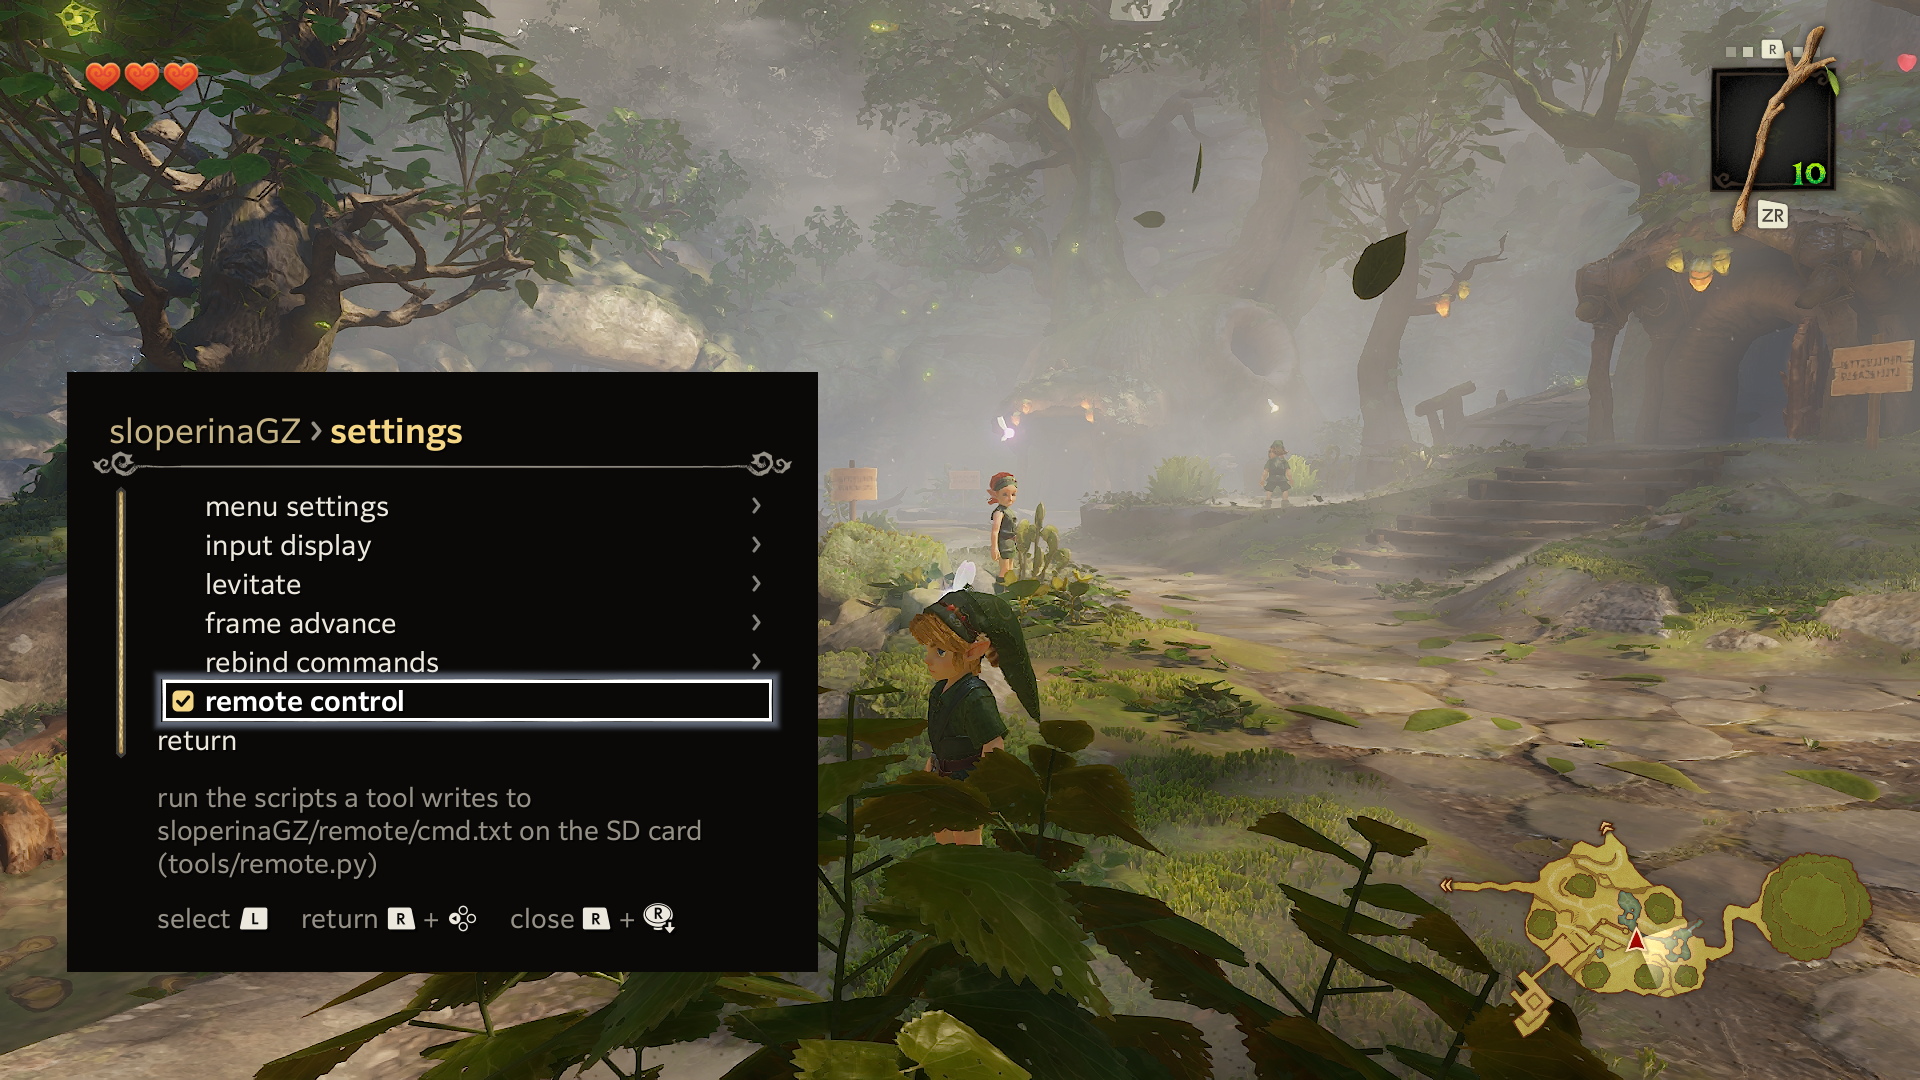 R
10
ZR
sloperinaGZ › settings
menu settings ›
input display ›
levitate ›
frame advance ›
rebind commands ›
remote control
return
run the scripts a tool writes to
sloperinaGZ/remote/cmd.txt on the SD card
(tools/remote.py)
select L return R + close R + R